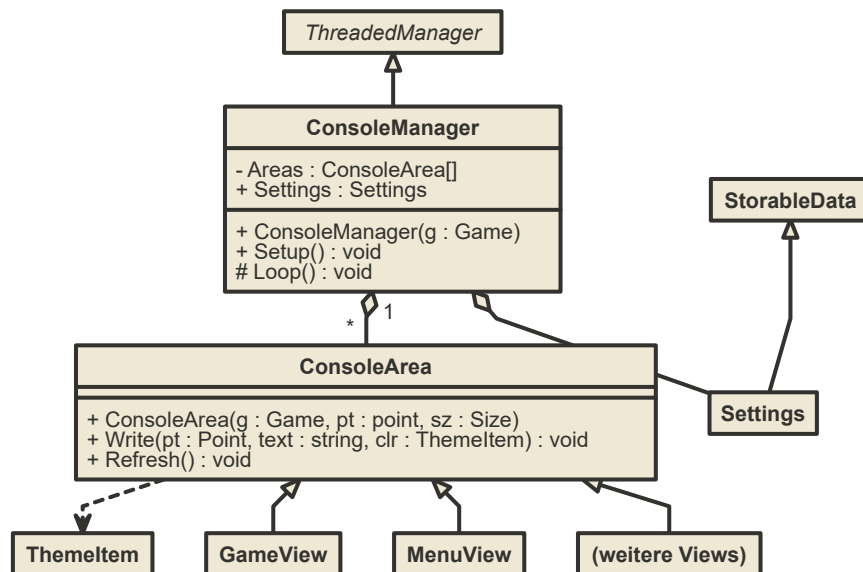 ThreadedManager
ConsoleManager
- Areas : ConsoleArea[]
+ Settings : Settings
+ ConsoleManager(g : Game)
+ Setup() : void
# Loop() : void
StorableData
1
*
ConsoleArea
+ ConsoleArea(g : Game, pt : point, sz : Size)
+ Write(pt : Point, text : string, clr : ThemeItem) : void
+ Refresh() : void
Settings
ThemeItem
GameView
MenuView
(weitere Views)